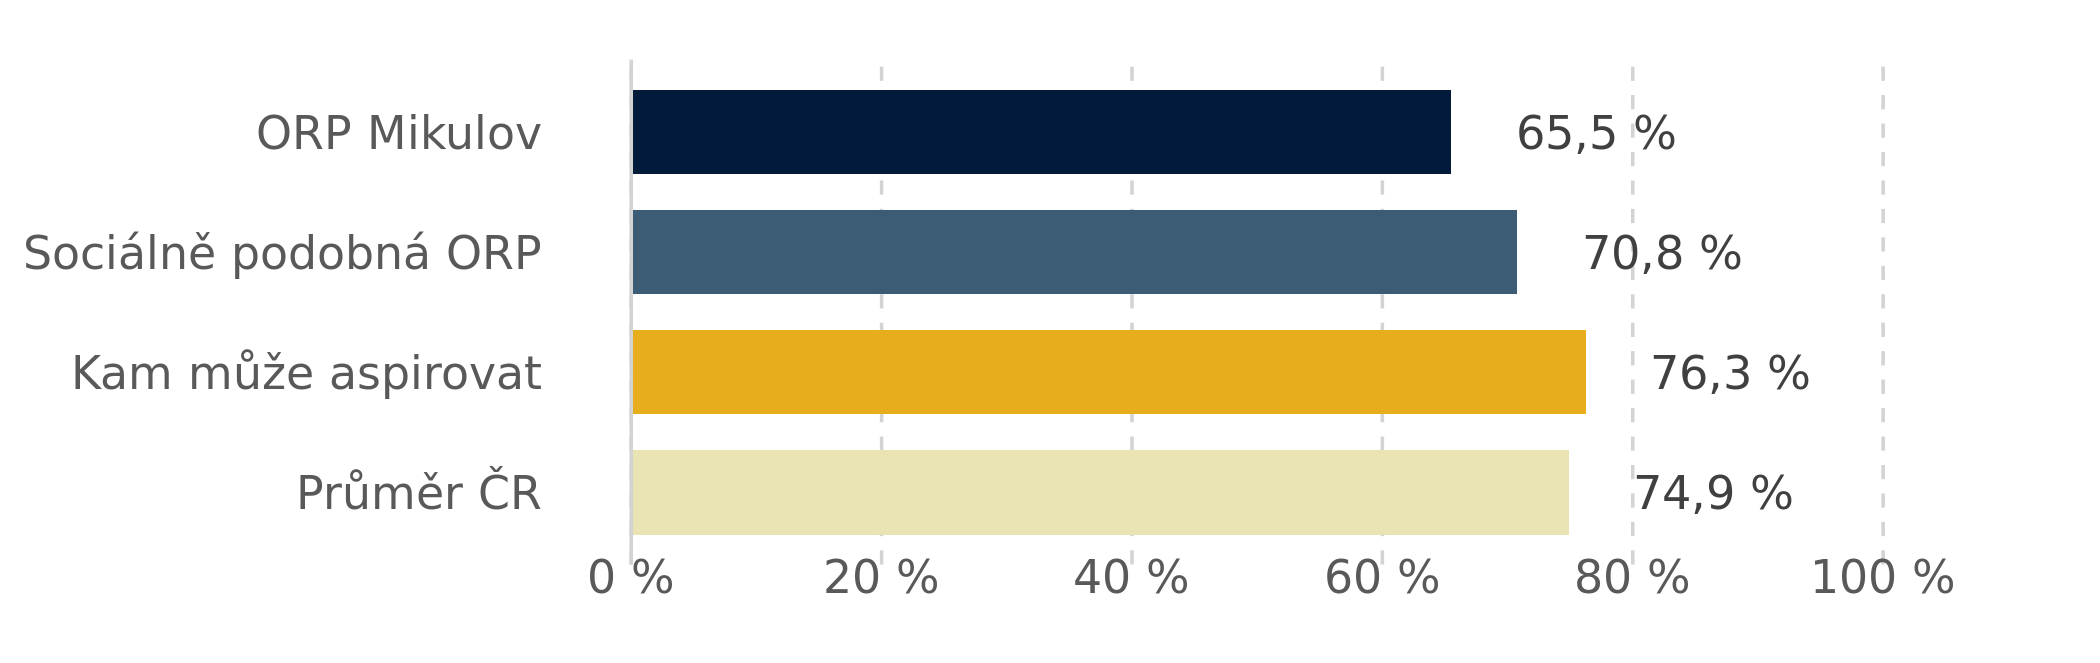 ORP Mikulov 65,5 %
Sociálně podobná ORP 70,8 %
Kam může aspirovat 76,3 %
Průměr ČR 74,9 %
0 % 20 % 40 % 60 % 80 % 100 %